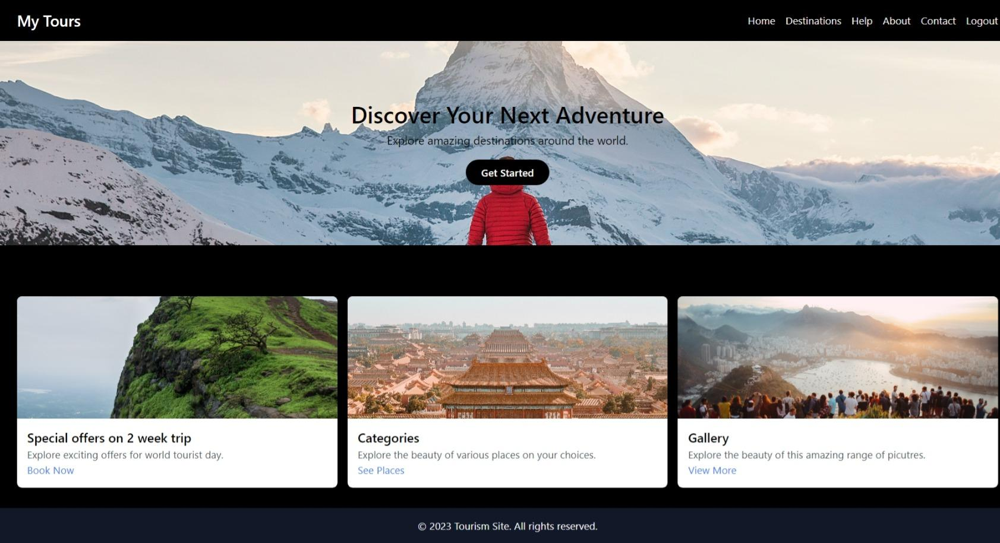 My Tours
Home Destinations Help About Contact Logout
Discover Your Next Adventure
Explore amazing destinations around the world.
Get Started
Special offers on 2 week trip
Explore exciting offers for world tourist day.
Book Now
Categories
Explore the beauty of various places on your choices.
See Places
Gallery
Explore the beauty of this amazing range of picutres.
View More
© 2023 Tourism Site. All rights reserved.